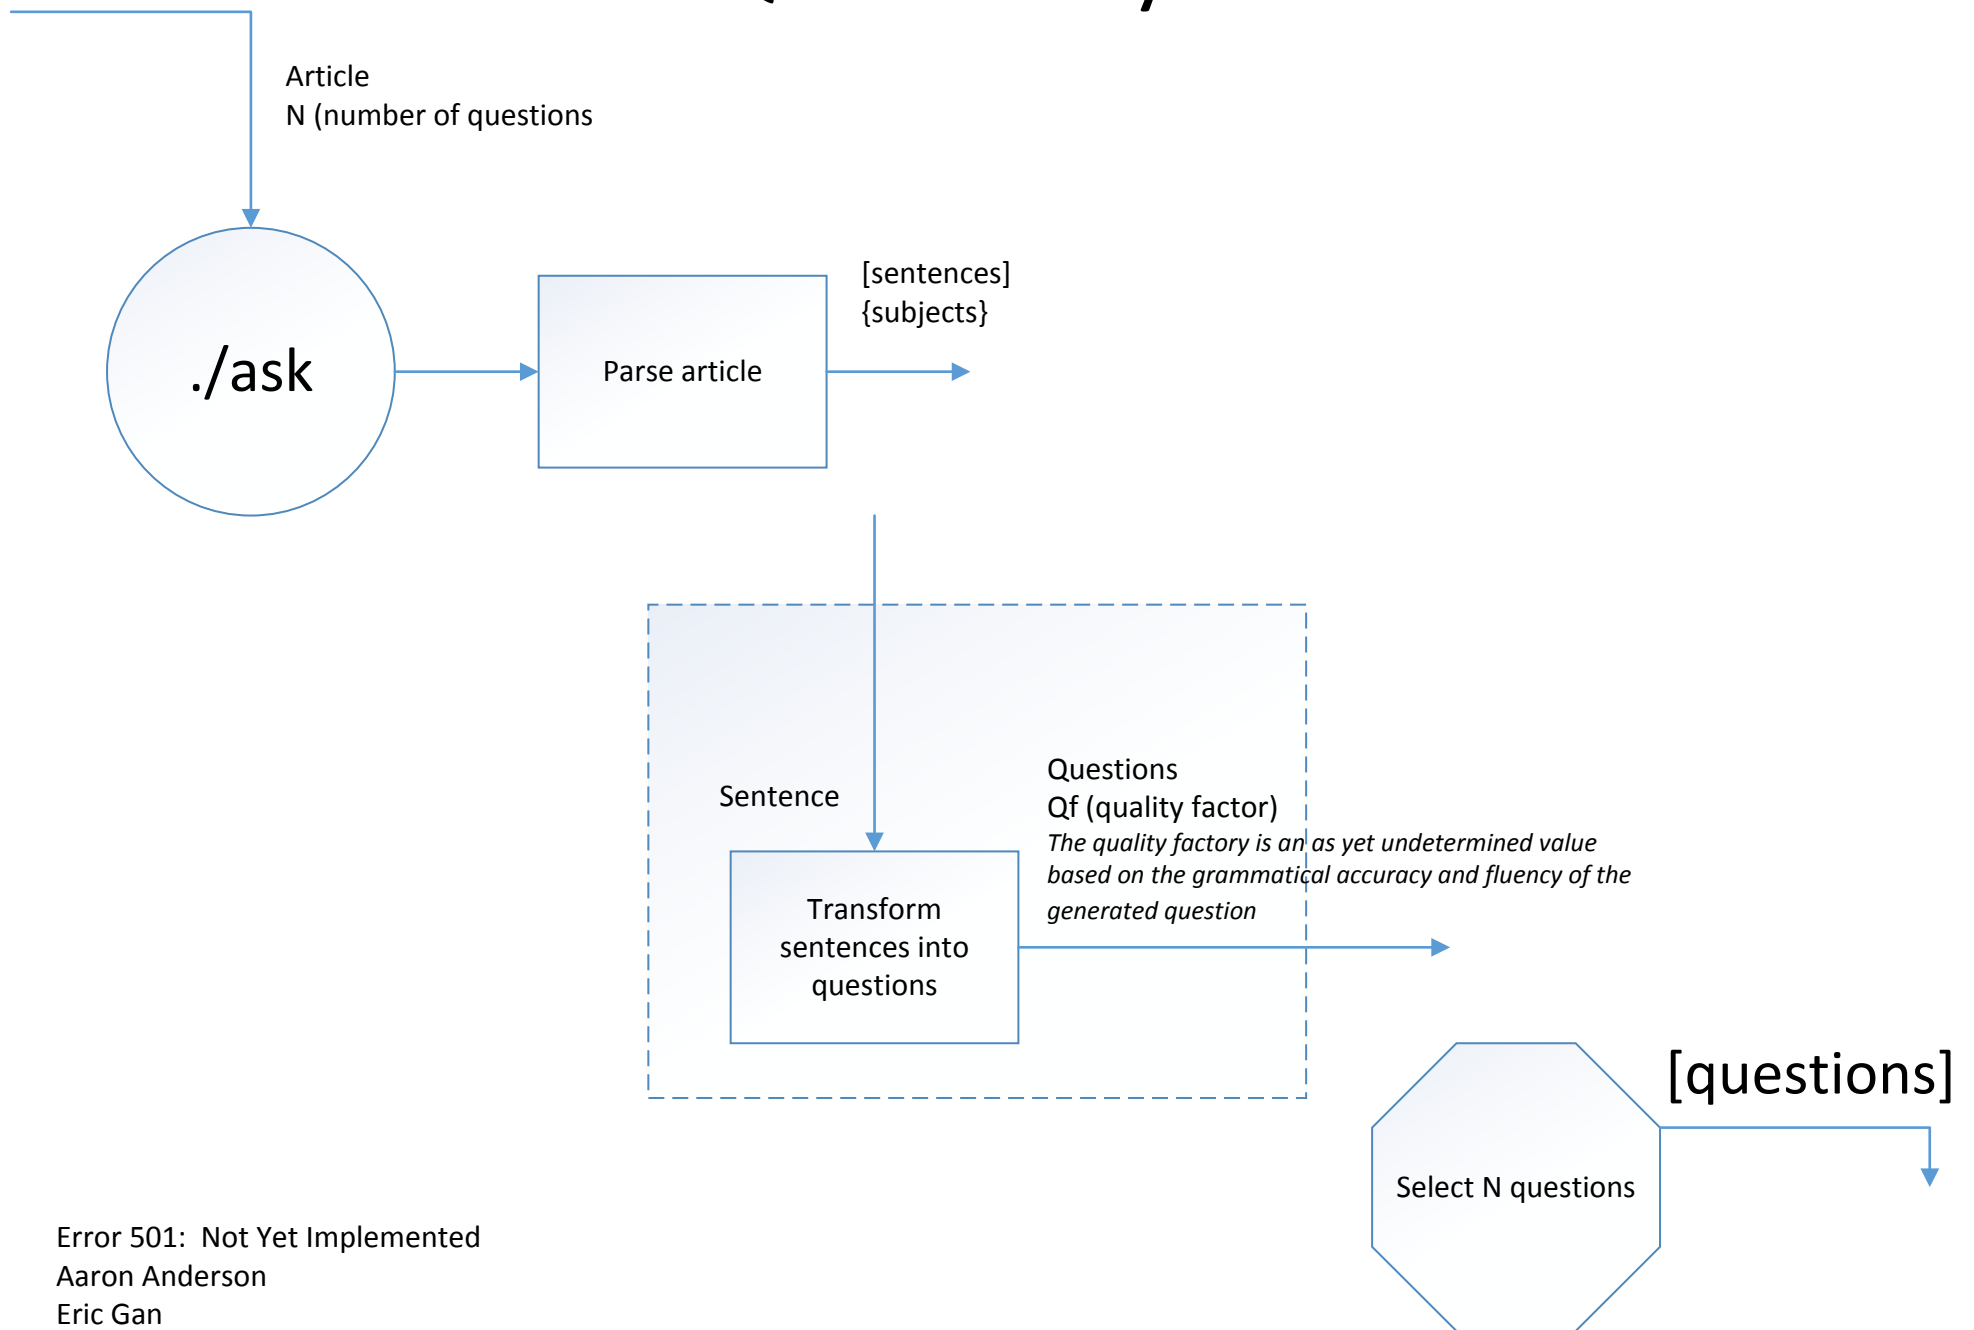 Article
N (number of questions
[sentences]
{subjects}
./ask
Parse article
Sentence
Questions
Qf (quality factor)
The quality factory is an as yet undetermined value
based on the grammatical accuracy and fluency of the
generated question
Transform
sentences into
questions
[questions]
Select N questions
Error 501:  Not Yet Implemented
Aaron Anderson
Eric Gan